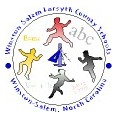 Winston-Salem/Forsyth County Schools
abc
Winston-Salem, North Carolina